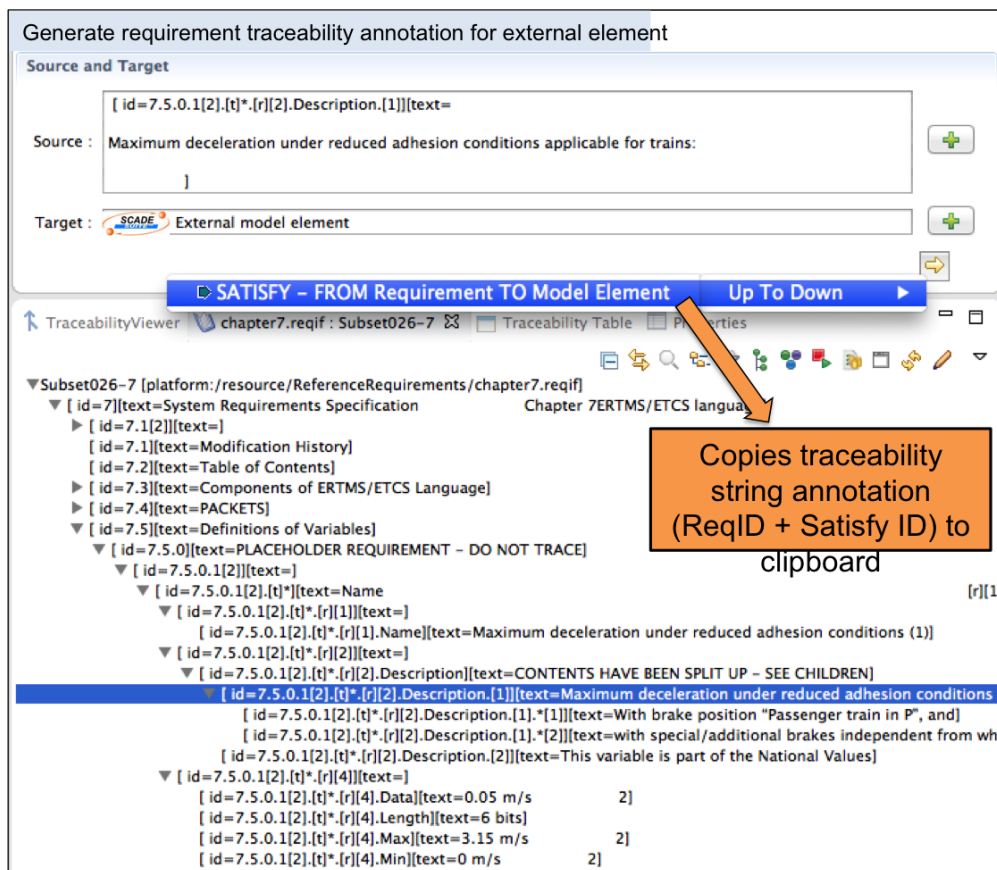 Generate requirement traceability annotation for external element
Source and Target
[ id=7.5.0.1[2].[t]*.[r][2].Description.[1]][text=
Source :
Maximum deceleration under reduced adhesion conditions applicable for trains:
]
Target :
SCADE SUITE
External model element
SATISFY – FROM Requirement TO Model Element
Up To Down
TraceabilityViewer
chapter7.reqif : Subset026-7
Traceability Table
Subset026-7 [platform:/resource/ReferenceRequirements/chapter7.reqif]
[ id=7][text=System Requirements Specification Chapter 7ERTMS/ETCS
[ id=7.1[2]][text=]
[ id=7.1][text=Modification History]
[ id=7.2][text=Table of Contents]
[ id=7.3][text=Components of ERTMS/ETCS Language]
[ id=7.4][text=PACKETS]
[ id=7.5][text=Definitions of Variables]
[ id=7.5.0][text=PLACEHOLDER REQUIREMENT – DO NOT TRACE]
[ id=7.5.0.1[2]][text=]
[ id=7.5.0.1[2].[t]*][text=Name [r][1
[ id=7.5.0.1[2].[t]*.[r][1]][text=]
[ id=7.5.0.1[2].[t]*.[r][1].Name][text=Maximum deceleration under reduced adhesion conditions (1)]
[ id=7.5.0.1[2].[t]*.[r][2]][text=]
[ id=7.5.0.1[2].[t]*.[r][2].Description][text=CONTENTS HAVE BEEN SPLIT UP – SEE CHILDREN]
[ id=7.5.0.1[2].[t]*.[r][2].Description.[1]][text=Maximum deceleration under reduced adhesion conditions
[ id=7.5.0.1[2].[t]*.[r][2].Description.[1].*[1]][text=With brake position “Passenger train in P”, and]
[ id=7.5.0.1[2].[t]*.[r][2].Description.[1].*[2]][text=with special/additional brakes independent from wh
[ id=7.5.0.1[2].[t]*.[r][2].Description.[2]][text=This variable is part of the National Values]
[ id=7.5.0.1[2].[t]*.[r][4]][text=]
[ id=7.5.0.1[2].[t]*.[r][4].Data][text=0.05 m/s 2]
[ id=7.5.0.1[2].[t]*.[r][4].Length][text=6 bits]
[ id=7.5.0.1[2].[t]*.[r][4].Max][text=3.15 m/s 2]
[ id=7.5.0.1[2].[t]*.[r][4].Min][text=0 m/s 2]
Copies traceability
string annotation
(ReqID + Satisfy ID) to
clipboard